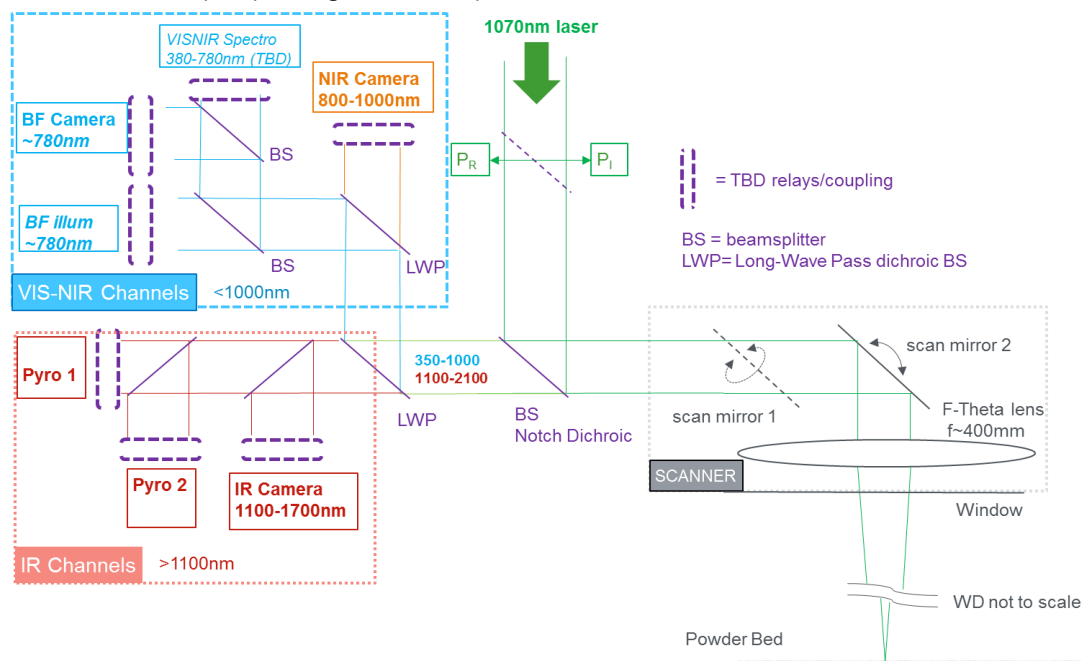 1070nm laser
VISNIR Spectro
380-780nm (TBD)
NIR Camera
800-1000nm
BF Camera
~780nm
BS
PR
PI
= TBD relays/coupling
BF illum
~780nm
BS
LWP
BS = beamsplitter
LWP= Long-Wave Pass dichroic BS
VIS-NIR Channels
<1000nm
Pyro 1
350-1000
1100-2100
LWP
BS
Notch Dichroic
scan mirror 1
scan mirror 2
F-Theta lens
f~400mm
SCANNER
Window
Pyro 2
IR Camera
1100-1700nm
IR Channels
>1100nm
WD not to scale
Powder Bed